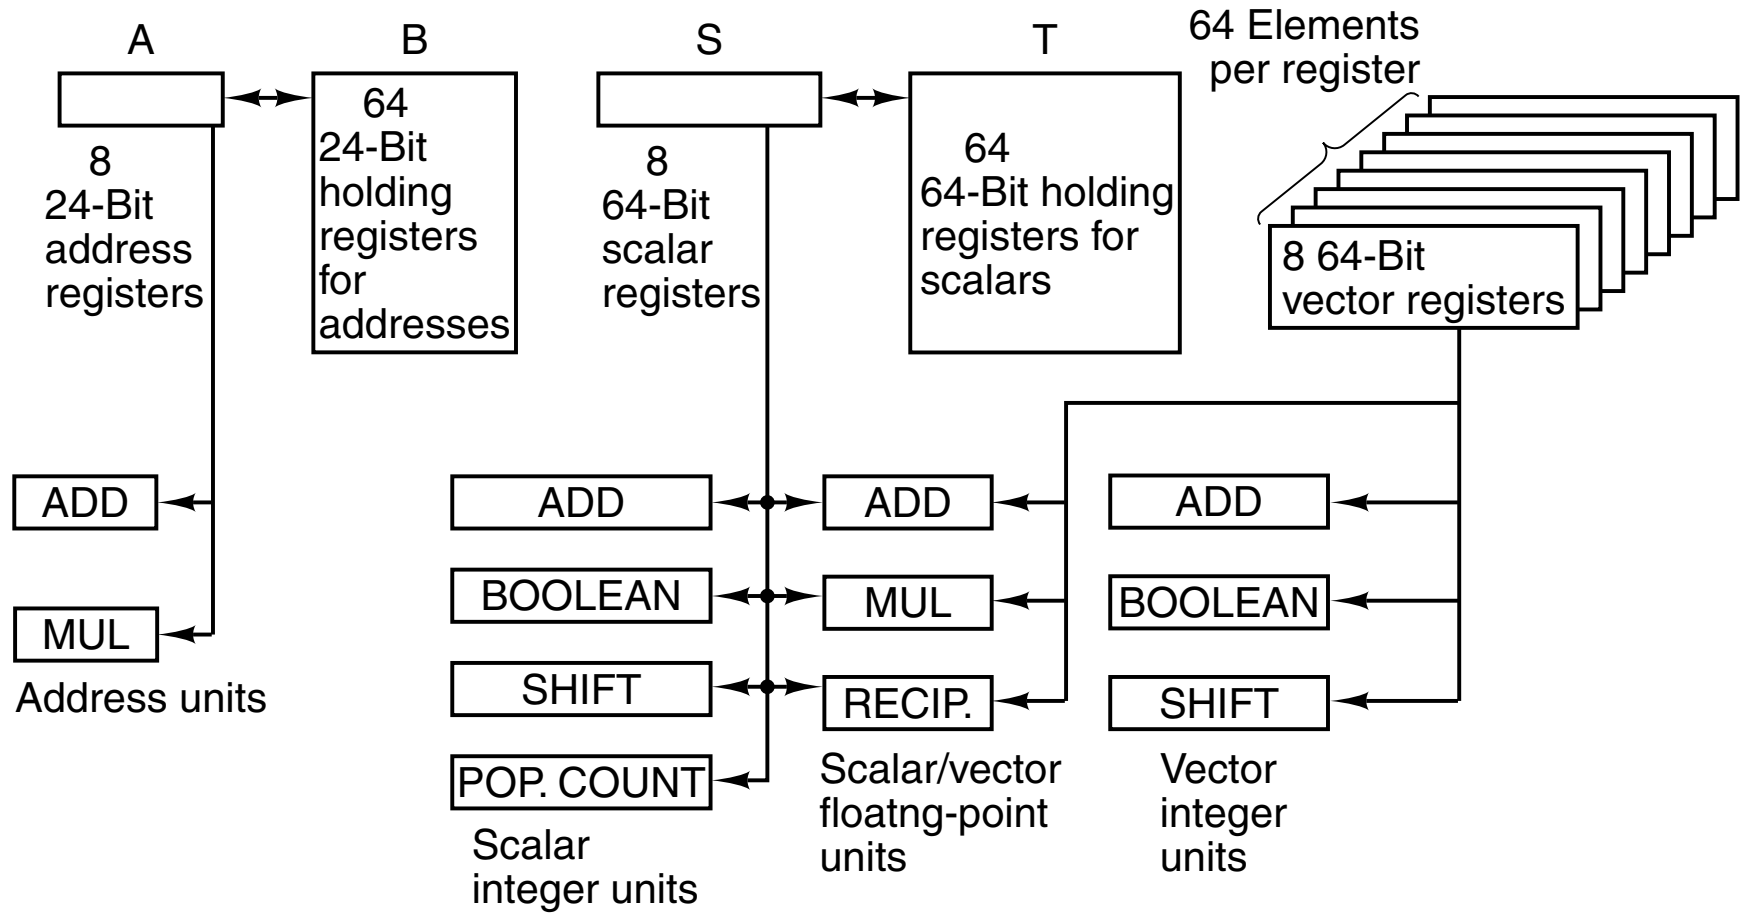 A
B
S
T
64 Elements
per register
8
24-Bit
address
registers
64
24-Bit
holding
registers
for
addresses
8
64-Bit
scalar
registers
64
64-Bit holding
registers for
scalars
8 64-Bit
vector registers
ADD
MUL
Address units
ADD
BOOLEAN
SHIFT
POP. COUNT
Scalar
integer units
ADD
MUL
RECIP.
Scalar/vector
floatng-point
units
ADD
BOOLEAN
SHIFT
Vector
integer
units